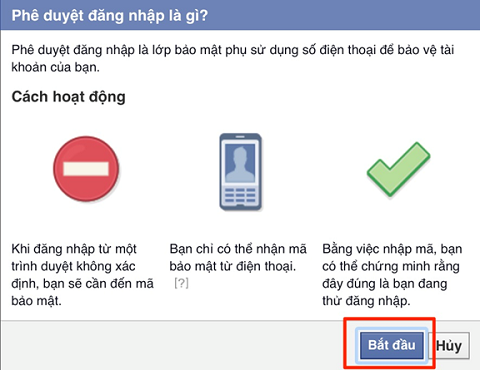 Phê duyệt đăng nhập là gì?
Phê duyệt đăng nhập là lớp bảo mật phụ sử dụng số điện thoại để bảo vệ tài
khoản của bạn.
Cách hoạt động
Khi đăng nhập từ một
trình duyệt không xác
định, bạn sẽ cần đến mã
bảo mật.
Bạn chỉ có thể nhận mã
bảo mật từ điện thoại.
[?]
Bằng việc nhập mã, bạn
có thể chứng minh rằng
đây đúng là bạn đang
thử đăng nhập.
Bắt đầu
Hủy